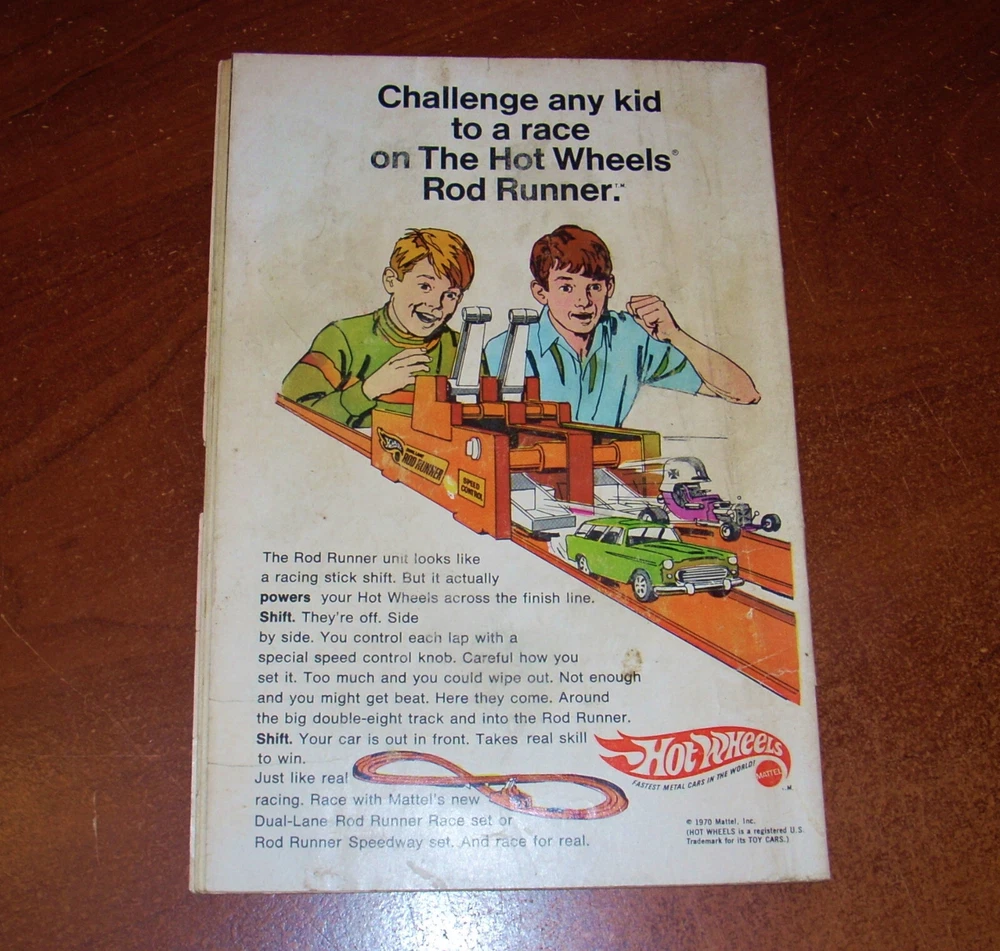 Challenge any kid
to a race
on The Hot Wheels®
Rod Runner.™
ROD RUNNER
SPEED
CONTROL
The Rod Runner unit looks like
a racing stick shift. But it actually
powers your Hot Wheels across the finish line.
Shift. They're off. Side
by side. You control each lap with a
special speed control knob. Careful how you
set it. Too much and you could wipe out. Not enough
and you might get beat. Here they come. Around
the big double-eight track and into the Rod Runner.
Shift. Your car is out in front. Takes real skill
to win.
Just like real
racing. Race with Mattel's new
Dual-Lane Rod Runner Race set or
Rod Runner Speedway set. And race for real.
Hot Wheels
FASTEST METAL CARS IN THE WORLD!
MATTEL
© 1970 Mattel, Inc.
(HOT WHEELS is a registered U.S.
Trademark for its TOY CARS.)